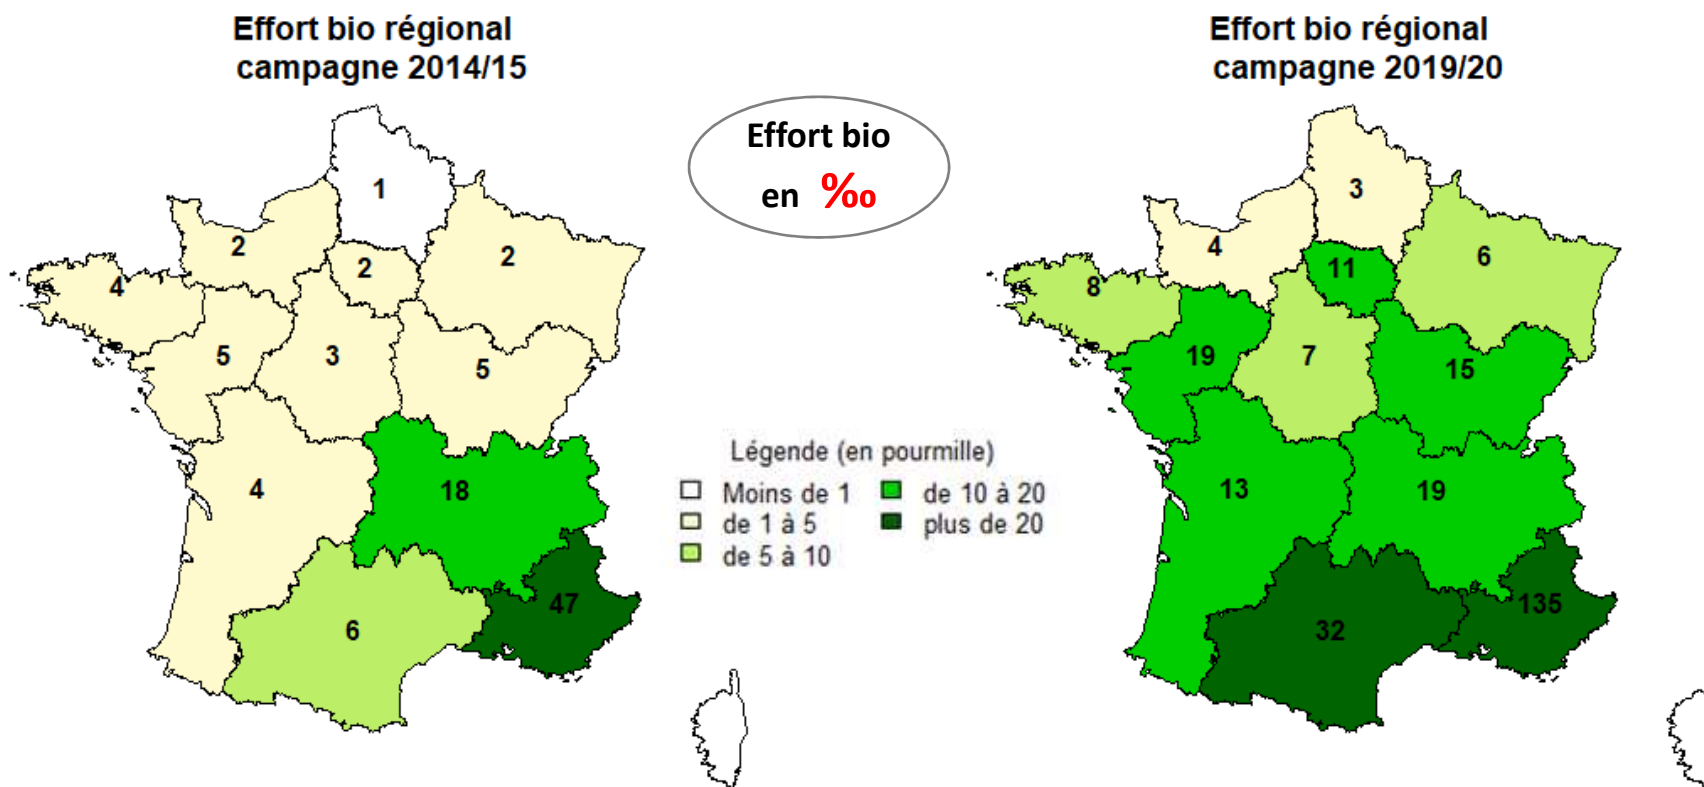 Effort bio régional
campagne 2014/15
1
2
2
2
4
5
3
5
4
18
6
47
Effort bio
en ‰
Légende (en pourmille)
Moins de 1
de 1 à 5
de 5 à 10
de 10 à 20
plus de 20
Effort bio régional
campagne 2019/20
3
4
11
6
8
19
7
15
13
19
32
135